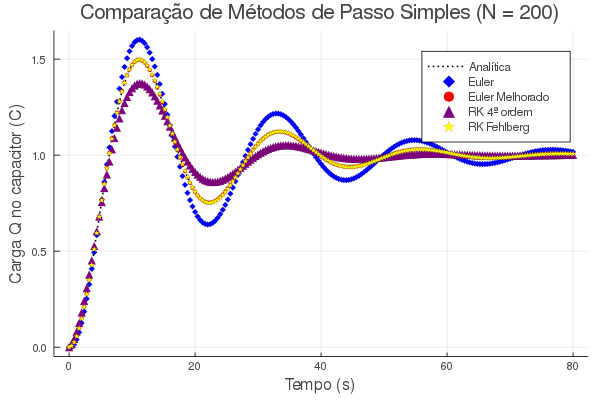 Comparação de Métodos de Passo Simples (N = 200)
Carga Q no capacitor (C)
1.5
1.0
0.5
0.0
Analítica
Euler
Euler Melhorado
RK 4ª ordem
RK Fehlberg
0
20
40
60
80
Tempo (s)